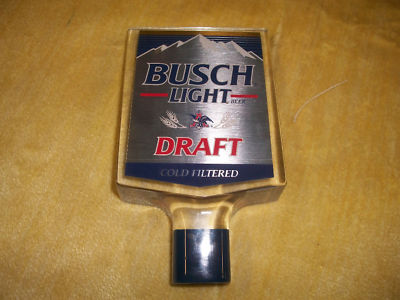 BUSCH
LIGHT BEER
DRAFT
COLD FILTERED